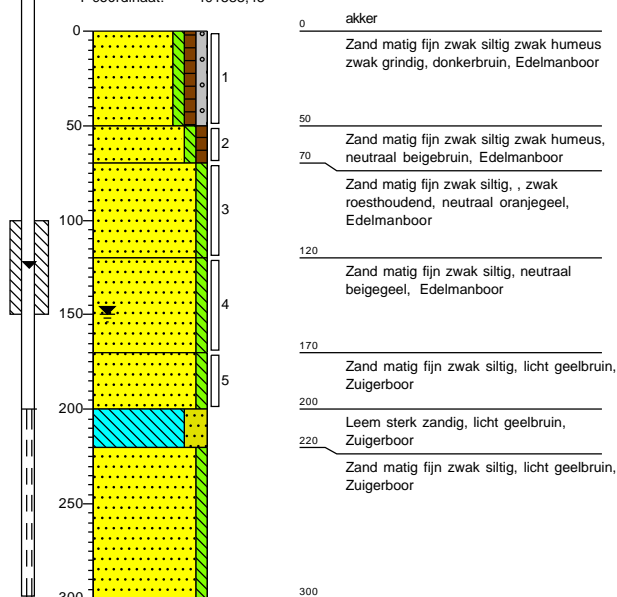 0
50
100
150
200
250
1
2
3
4
5
0
akker
Zand matig fijn zwak siltig zwak humeus
zwak grindig, donkerbruin, Edelmanboor
50
Zand matig fijn zwak siltig zwak humeus,
neutraal beigebruin, Edelmanboor
70
Zand matig fijn zwak siltig, , zwak
roesthoudend, neutraal oranjegeel,
Edelmanboor
120
Zand matig fijn zwak siltig, neutraal
beigegeel, Edelmanboor
170
Zand matig fijn zwak siltig, licht geelbruin,
Zuigerboor
200
Leem sterk zandig, licht geelbruin,
Zuigerboor
220
Zand matig fijn zwak siltig, licht geelbruin,
Zuigerboor
300